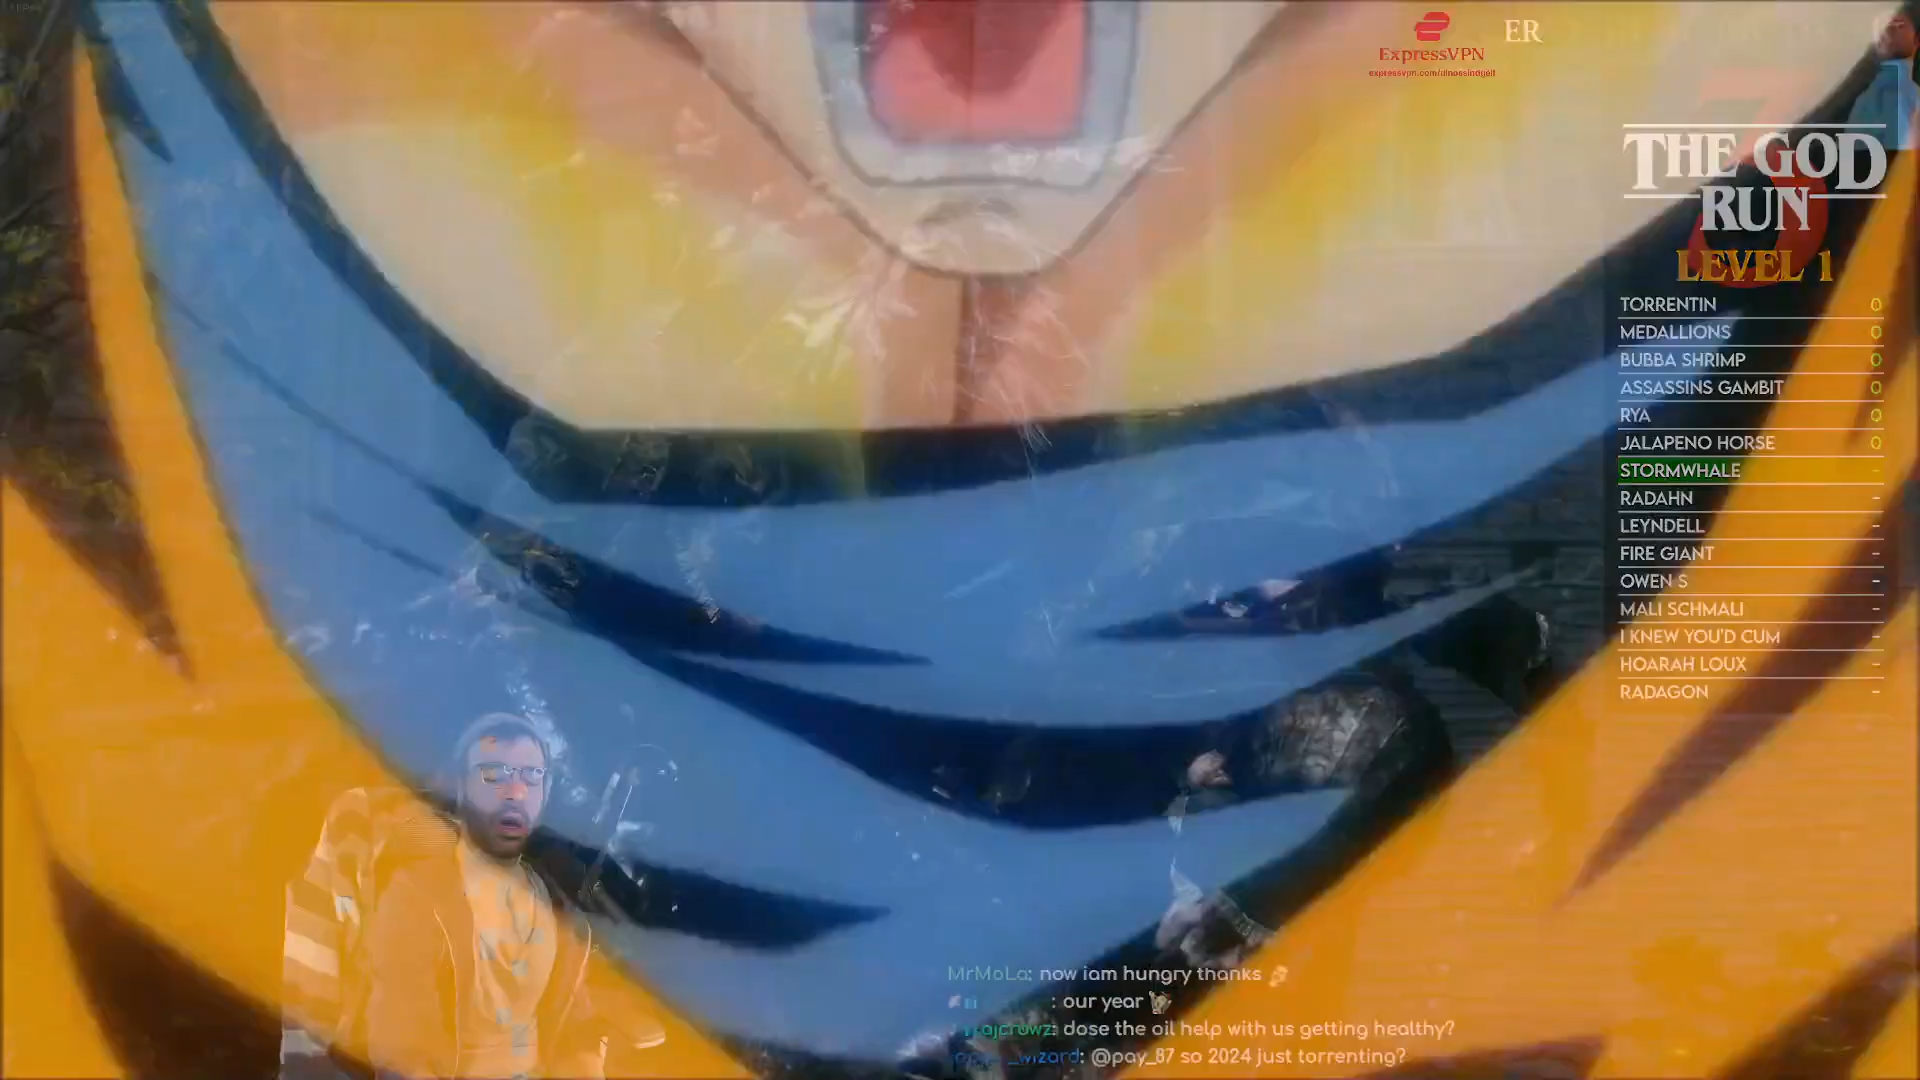 ExpressVPN
expressvpn.com/dinossindgeil
ER
THE GOD
RUN
3
LEVEL 1
TORRENTIN 0
MEDALLIONS 0
BUBBA SHRIMP 0
ASSASSINS GAMBIT 0
RYA 0
JALAPENO HORSE 0
STORMWHALE -
RADAHN -
LEYNDELL -
FIRE GIANT -
OWEN S -
MALI SCHMALI -
I KNEW YOU'D CUM -
HOARAH LOUX -
RADAGON -
MrMoLa: now iam hungry thanks
: our year
: dose the oil help with us getting healthy?
_wizard: @pay_87 so 2024 just torrenting?